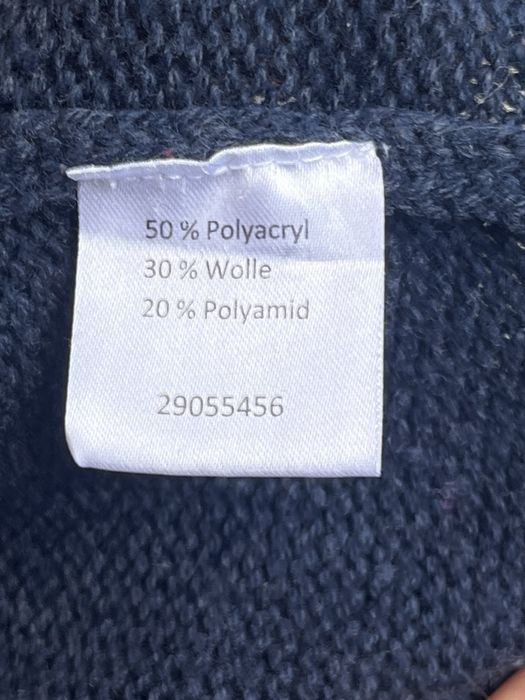 50 % Polyacryl
30 % Wolle
20 % Polyamid
29055456